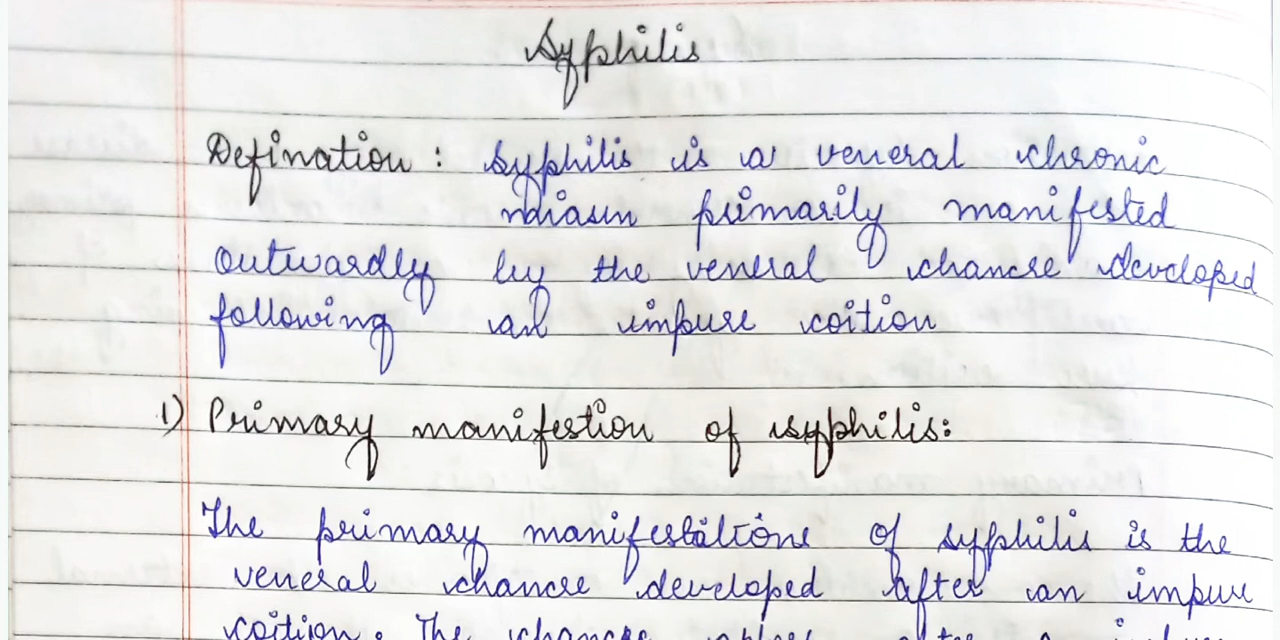 Syphilis
Defination : Syphilis is a veneral chronic
miasm primarily manifested
outwardly by the veneral chancre developed
following an impure coition
1) Primary manifestion of syphilis:
The primary manifestations of syphilis is the
veneral chancre developed after an impure
coition. The chancre after a